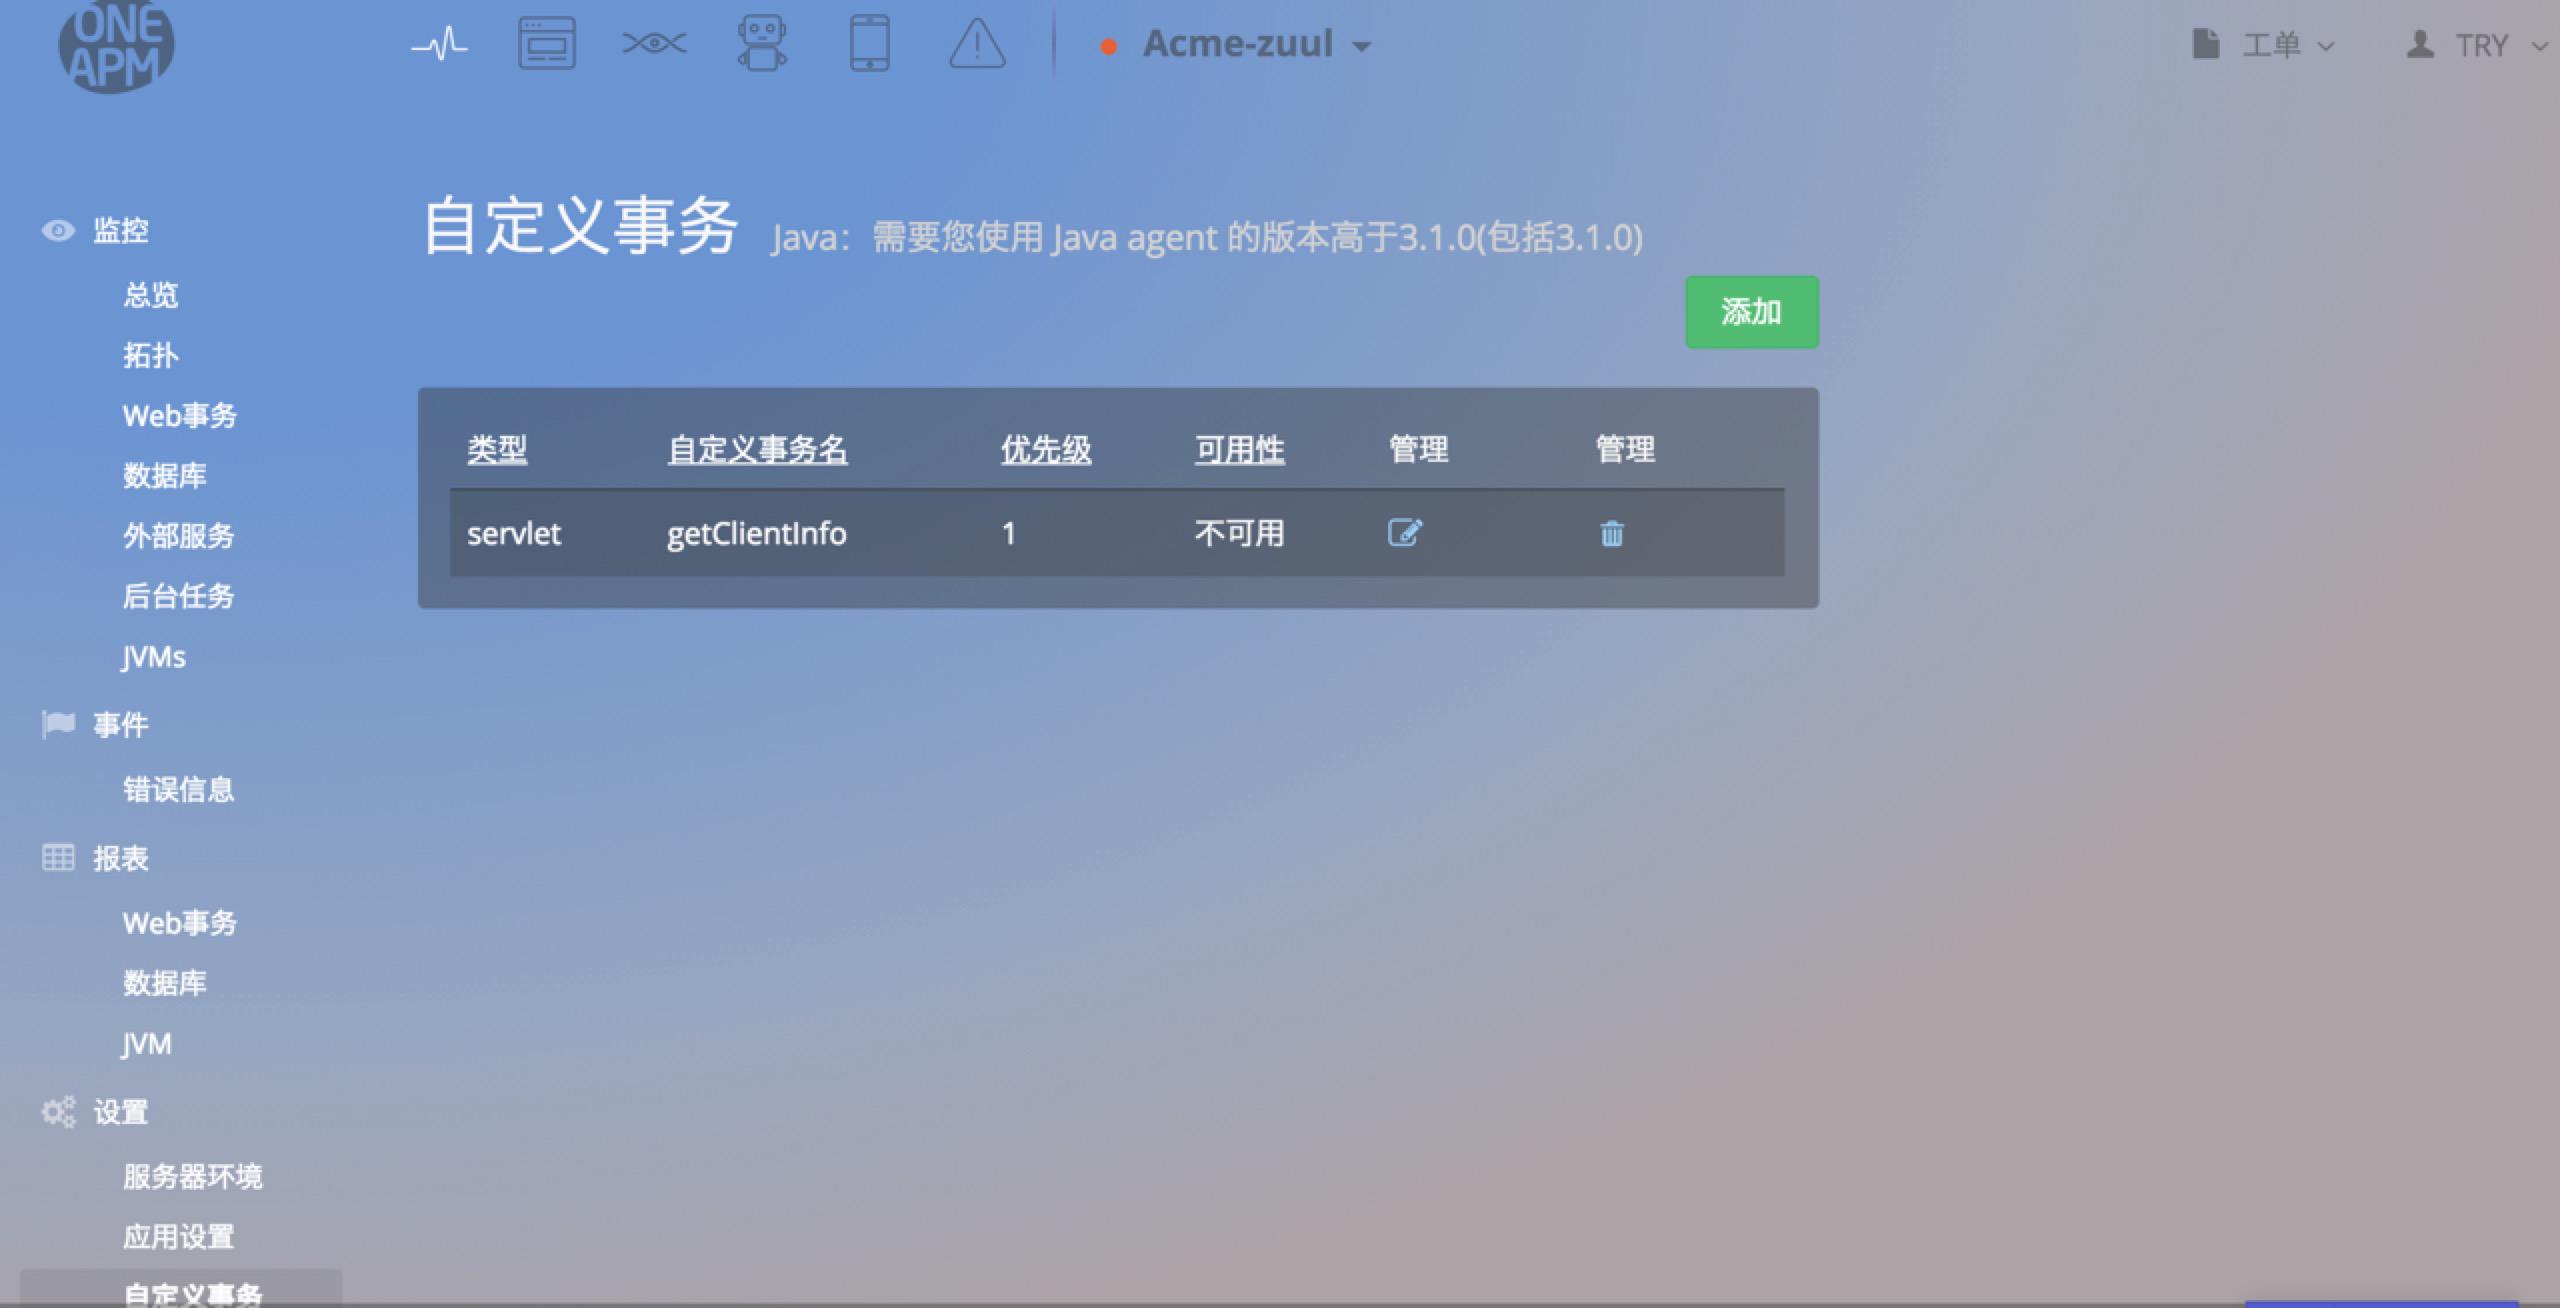 ONE
APM
Acme-zuul
工单
TRY
监控
总览
拓扑
Web事务
数据库
外部服务
后台任务
JVMs
事件
错误信息
报表
Web事务
数据库
JVM
设置
服务器环境
应用设置
自定义事务
自定义事务 Java：需要您使用 Java agent 的版本高于3.1.0(包括3.1.0)
添加
类型 自定义事务名 优先级 可用性 管理 管理
servlet getClientInfo 1 不可用